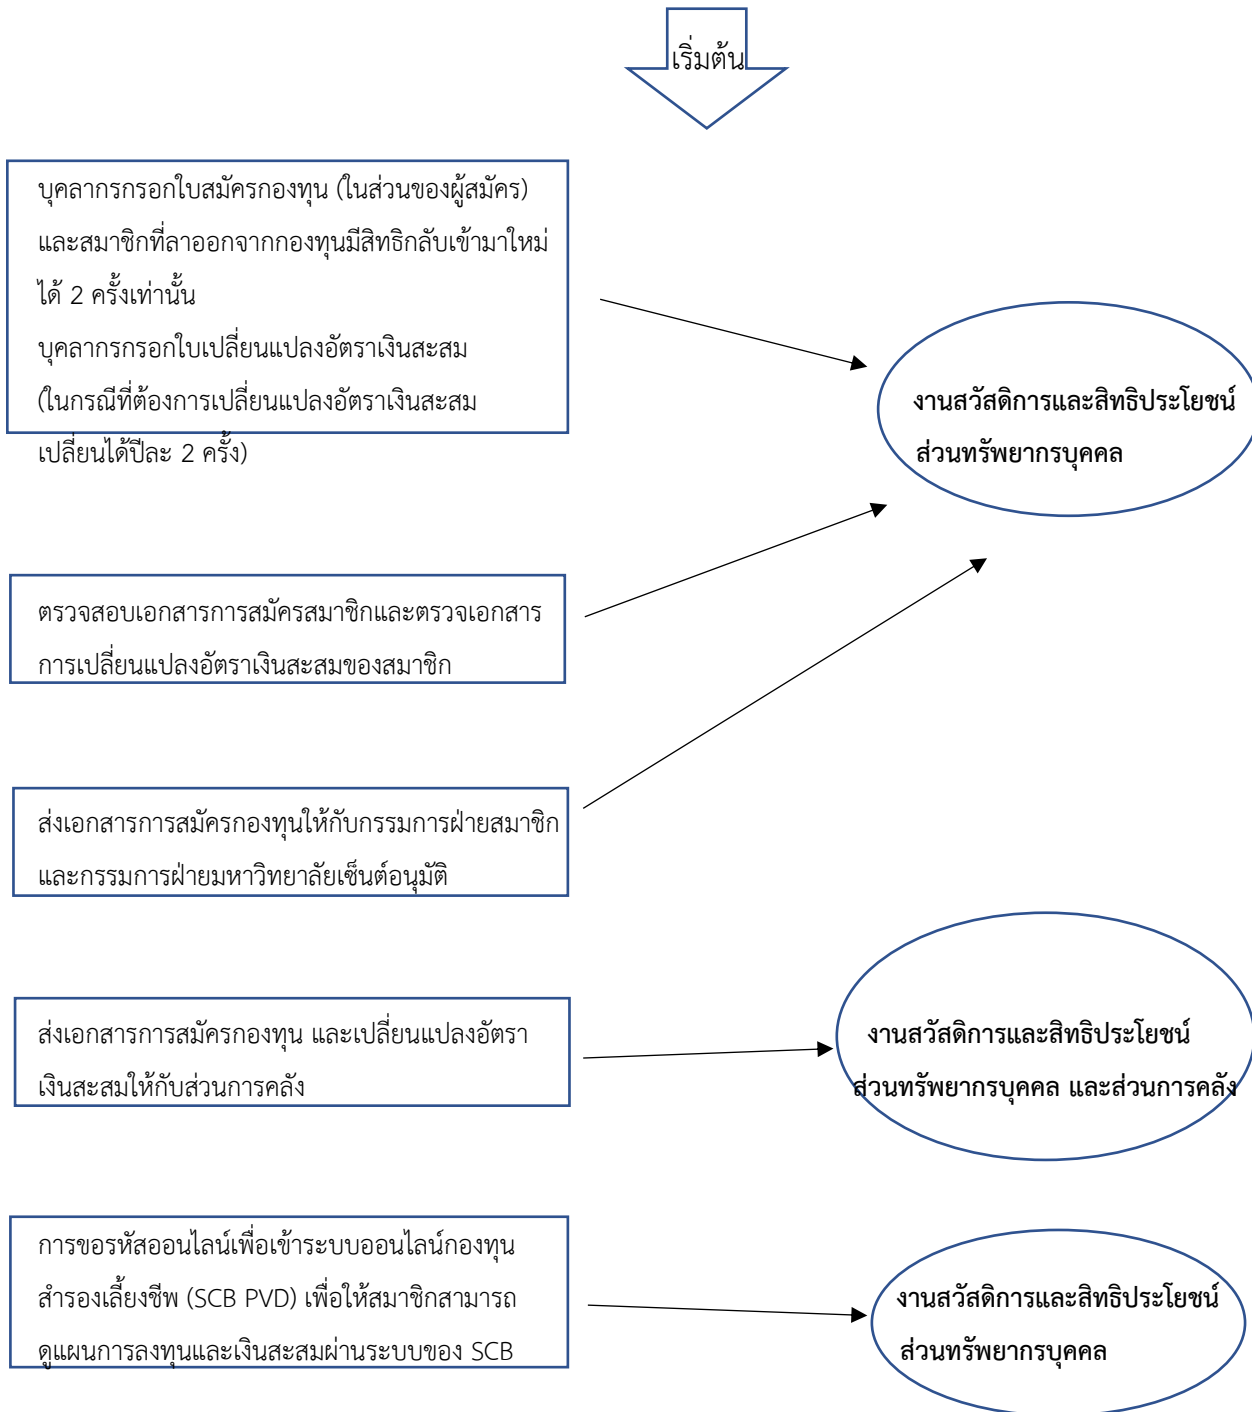 เริ่มต้น
บุคลากรกรอกใบสมัครกองทุน (ในส่วนของผู้สมัคร)
และสมาชิกที่ลาออกจากกองทุนมีสิทธิกลับเข้ามาใหม่
ได้ 2 ครั้งเท่านั้น
บุคลากรกรอกใบเปลี่ยนแปลงอัตราเงินสะสม
(ในกรณีที่ต้องการเปลี่ยนแปลงอัตราเงินสะสม
เปลี่ยนได้ปีละ 2 ครั้ง)
งานสวัสดิการและสิทธิประโยชน์
ส่วนทรัพยากรบุคคล
ตรวจสอบเอกสารการสมัครสมาชิกและตรวจเอกสาร
การเปลี่ยนแปลงอัตราเงินสะสมของสมาชิก
ส่งเอกสารการสมัครกองทุนให้กับกรรมการฝ่ายสมาชิก
และกรรมการฝ่ายมหาวิทยาลัยเซ็นต์อนุมัติ
ส่งเอกสารการสมัครกองทุน และเปลี่ยนแปลงอัตรา
เงินสะสมให้กับส่วนการคลัง
งานสวัสดิการและสิทธิประโยชน์
ส่วนทรัพยากรบุคคล และส่วนการคลัง
การขอรหัสออนไลน์เพื่อเข้าระบบออนไลน์กองทุน
สำรองเลี้ยงชีพ (SCB PVD) เพื่อให้สมาชิกสามารถ
ดูแผนการลงทุนและเงินสะสมผ่านระบบของ SCB
งานสวัสดิการและสิทธิประโยชน์
ส่วนทรัพยากรบุคคล